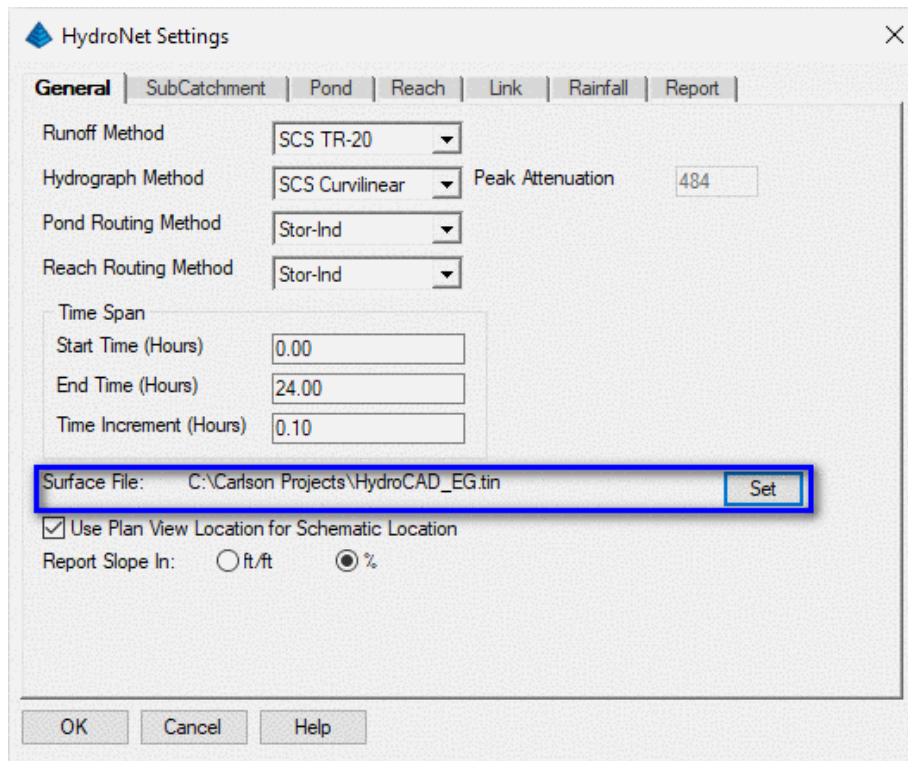 HydroNet Settings
General SubCatchment Pond Reach Link Rainfall Report
Runoff Method SCS TR-20
Hydrograph Method SCS Curvilinear Peak Attenuation 484
Pond Routing Method Stor-Ind
Reach Routing Method Stor-Ind
Time Span
Start Time (Hours) 0.00
End Time (Hours) 24.00
Time Increment (Hours) 0.10
Surface File: C:\Carlson Projects\HydroCAD_EG.tin Set
Use Plan View Location for Schematic Location
Report Slope In: ft/ft %
OK Cancel Help